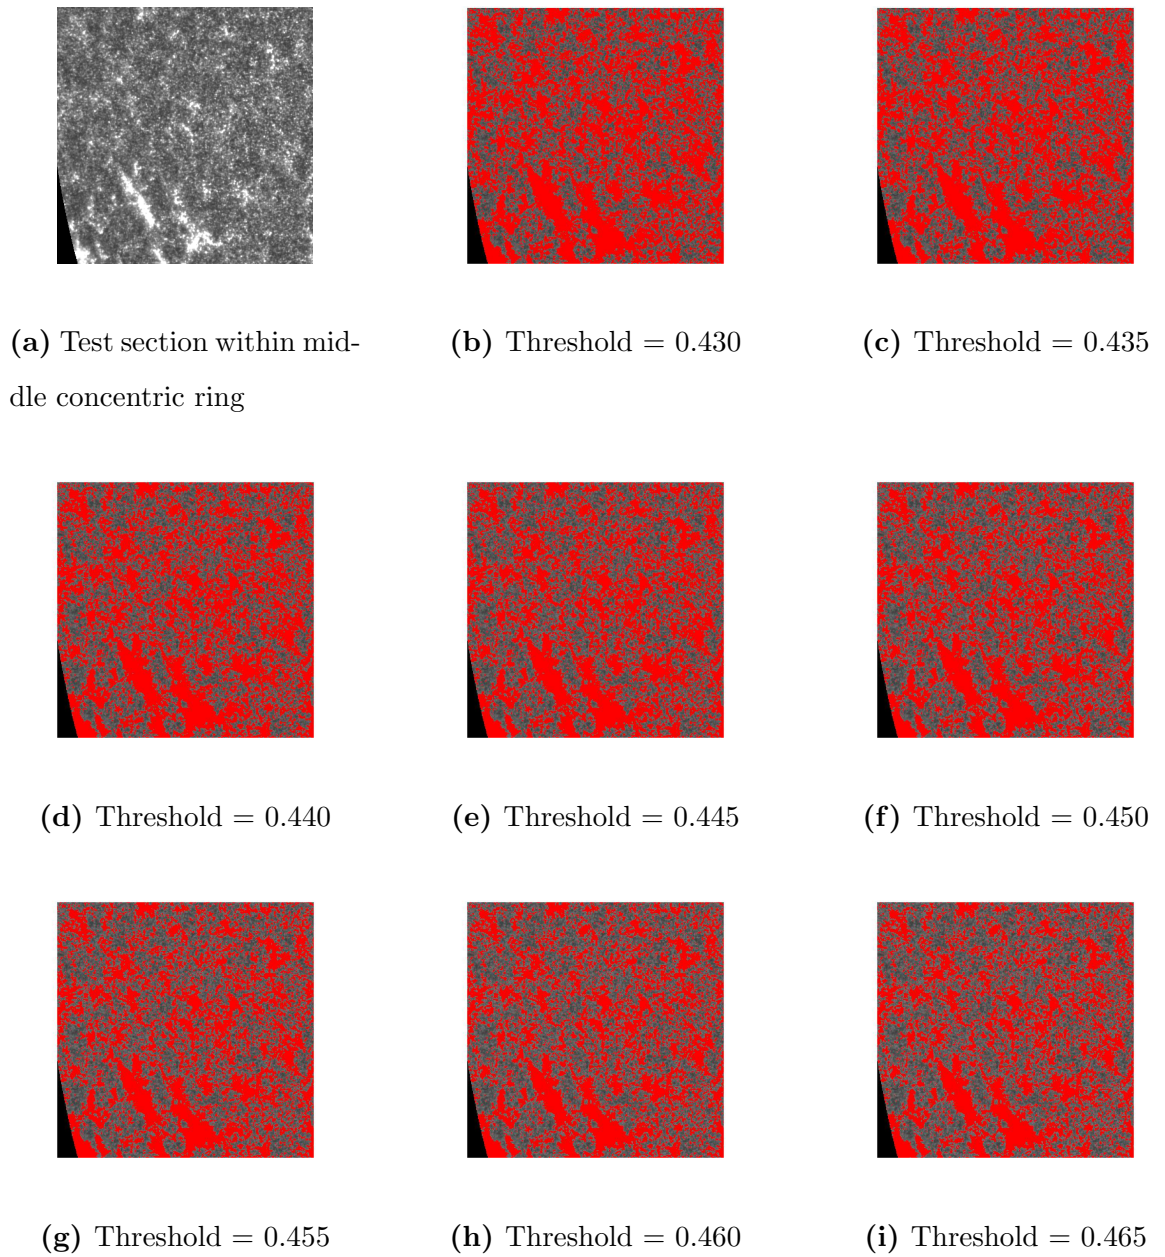 (a) Test section within mid-
dle concentric ring
(b) Threshold = 0.430
(c) Threshold = 0.435
(d) Threshold = 0.440
(e) Threshold = 0.445
(f) Threshold = 0.450
(g) Threshold = 0.455
(h) Threshold = 0.460
(i) Threshold = 0.465